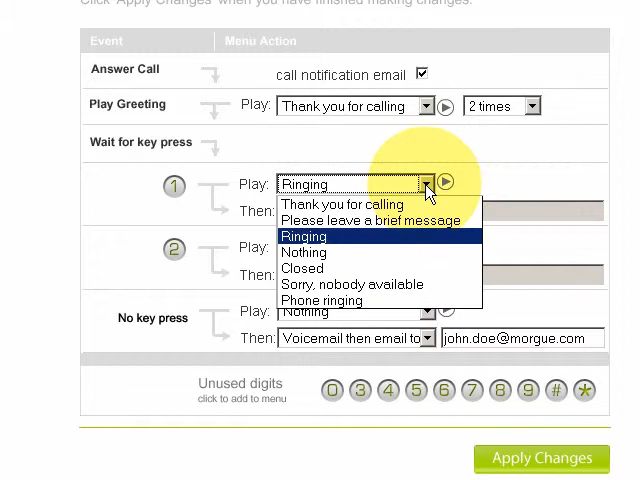 Click 'Apply Changes' when you have finished making changes.
Event Menu Action
Answer Call call notification email
Play Greeting Play: Thank you for calling 2 times
Wait for key press
1 Play: Ringing
Then:
Thank you for calling
Please leave a brief message
Ringing
Nothing
Closed
Sorry, nobody available
Phone ringing
2 Play:
Then:
No key press Play: Nothing
Then: Voicemail then email to john.doe@morgue.com
Unused digits
click to add to menu
0 3 4 5 6 7 8 9 # *
Apply Changes